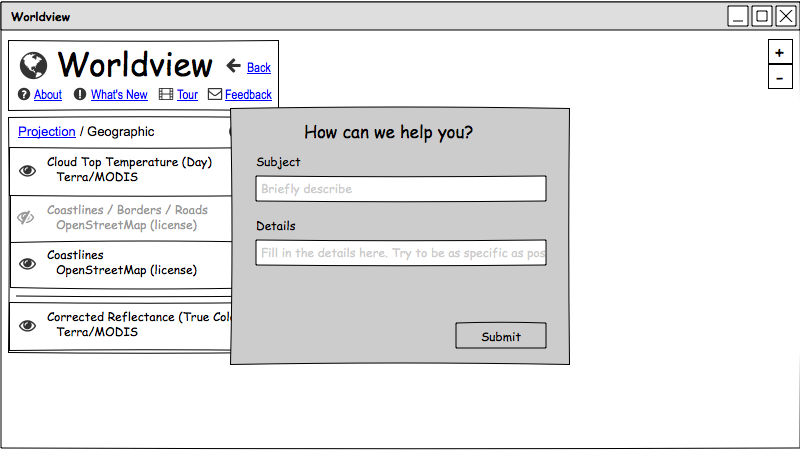 Worldview
+
-
Worldview
Back
About What's New Tour Feedback
Projection / Geographic
Cloud Top Temperature (Day)
Terra/MODIS
Coastlines / Borders / Roads
OpenStreetMap (license)
Coastlines
OpenStreetMap (license)
Corrected Reflectance (True Col
Terra/MODIS
How can we help you?
Subject
Briefly describe
Details
Fill in the details here. Try to be as specific as pos
Submit